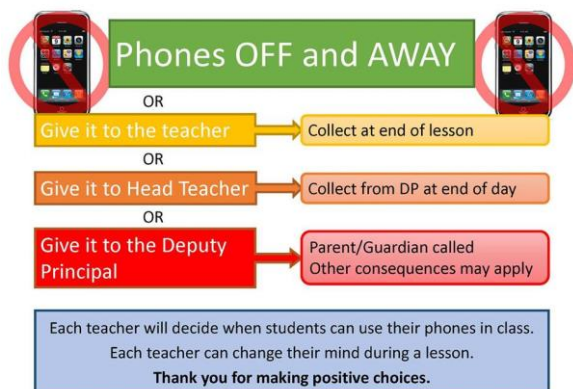 Phones OFF and AWAY
OR
Give it to the teacher
Collect at end of lesson
OR
Give it to Head Teacher
Collect from DP at end of day
OR
Give it to the Deputy
Principal
Parent/Guardian called
Other consequences may apply
Each teacher will decide when students can use their phones in class.
Each teacher can change their mind during a lesson.
Thank you for making positive choices.